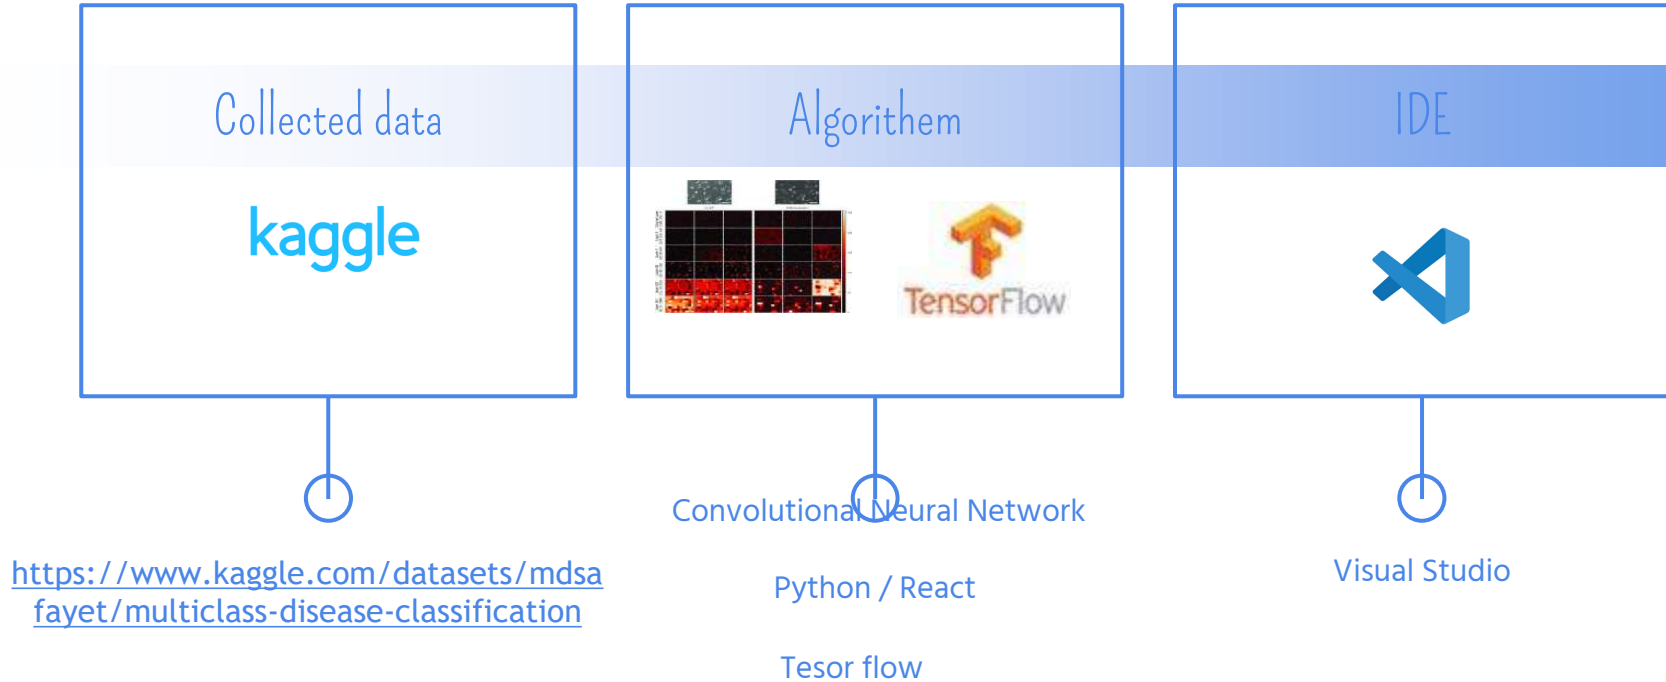 Collected data
Algorithem
IDE
kaggle
TensorFlow
Convolutional Neural Network
https://www.kaggle.com/datasets/mdsa
fayet/multiclass-disease-classification
Python / React
Visual Studio
Tesor flow